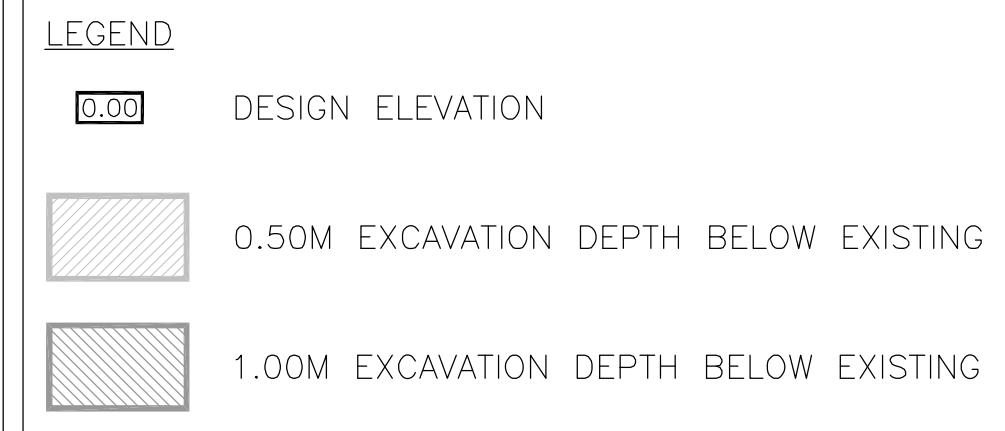 LEGEND
0.00 DESIGN ELEVATION
0.50M EXCAVATION DEPTH BELOW EXISTING
1.00M EXCAVATION DEPTH BELOW EXISTING